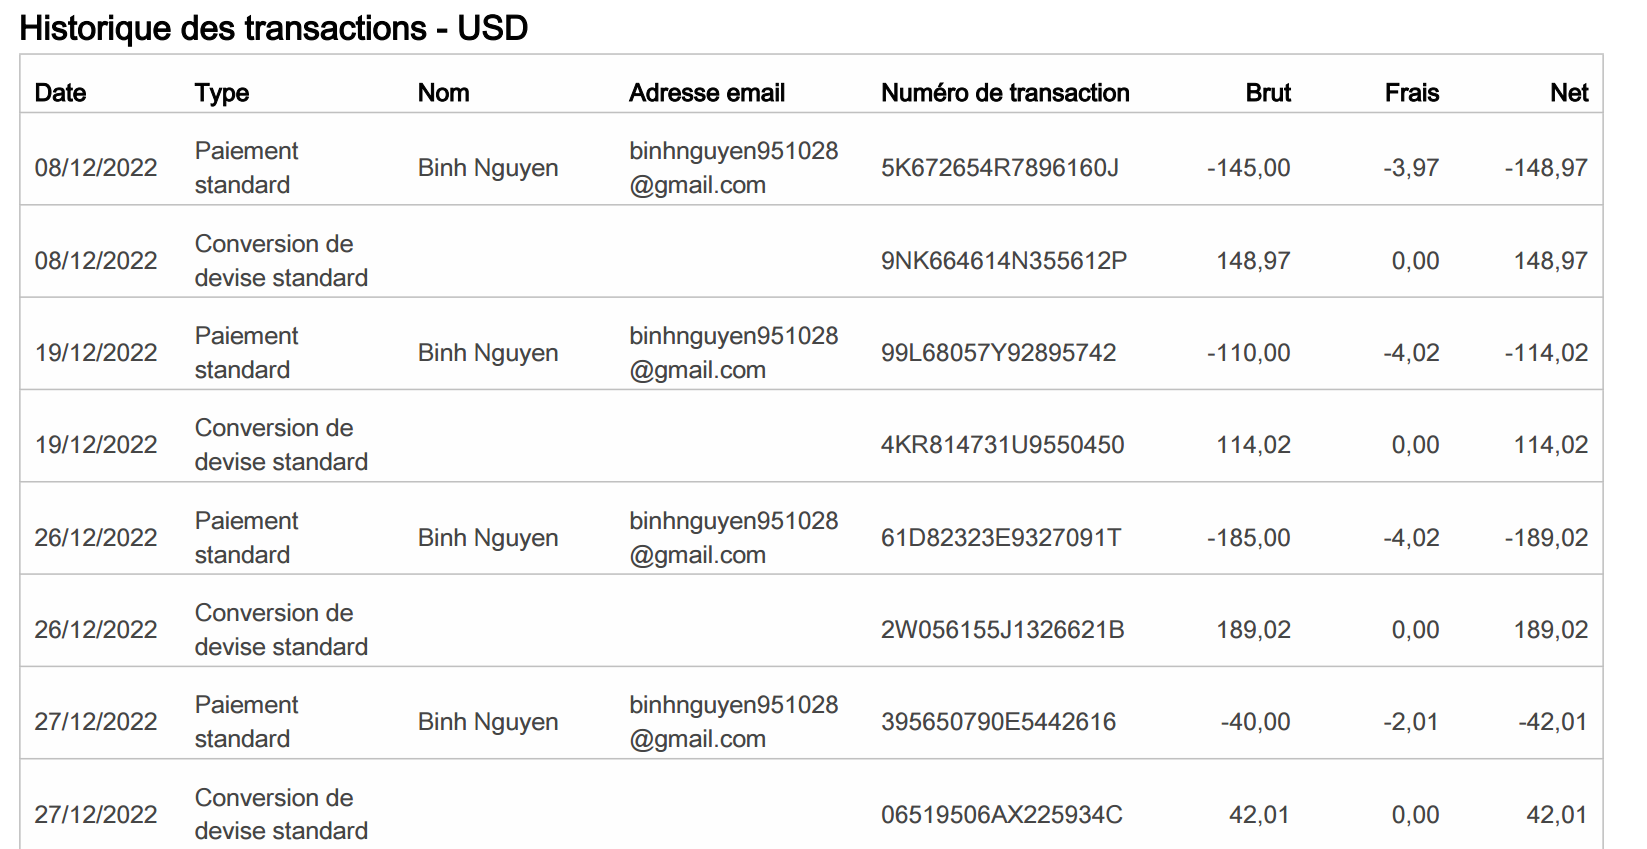 Historique des transactions - USD
Date Type Nom Adresse email Numéro de transaction Brut Frais Net
08/12/2022 Paiement standard Binh Nguyen binhnguyen951028@gmail.com 5K672654R7896160J -145,00 -3,97 -148,97
08/12/2022 Conversion de devise standard 9NK664614N355612P 148,97 0,00 148,97
19/12/2022 Paiement standard Binh Nguyen binhnguyen951028@gmail.com 99L68057Y92895742 -110,00 -4,02 -114,02
19/12/2022 Conversion de devise standard 4KR814731U9550450 114,02 0,00 114,02
26/12/2022 Paiement standard Binh Nguyen binhnguyen951028@gmail.com 61D82323E9327091T -185,00 -4,02 -189,02
26/12/2022 Conversion de devise standard 2W056155J1326621B 189,02 0,00 189,02
27/12/2022 Paiement standard Binh Nguyen binhnguyen951028@gmail.com 395650790E5442616 -40,00 -2,01 -42,01
27/12/2022 Conversion de devise standard 06519506AX225934C 42,01 0,00 42,01